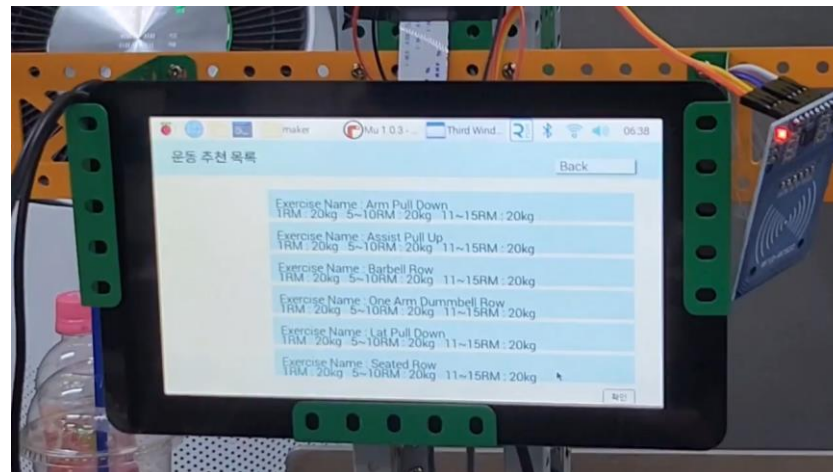 maker Mu 1.0.3 - ... Third Wind... 06:38
운동 추천 목록
Back
Exercise Name : Arm Pull Down
1RM : 20kg 5~10RM : 20kg 11~15RM : 20kg
Exercise Name : Assist Pull Up
1RM : 20kg 5~10RM : 20kg 11~15RM : 20kg
Exercise Name : Barbell Row
1RM : 20kg 5~10RM : 20kg 11~15RM : 20kg
Exercise Name : One Arm Dummbell Row
1RM : 20kg 5~10RM : 20kg 11~15RM : 20kg
Exercise Name : Lat Pull Down
1RM : 20kg 5~10RM : 20kg 11~15RM : 20kg
Exercise Name : Seated Row
1RM : 20kg 5~10RM : 20kg 11~15RM : 20kg
확인